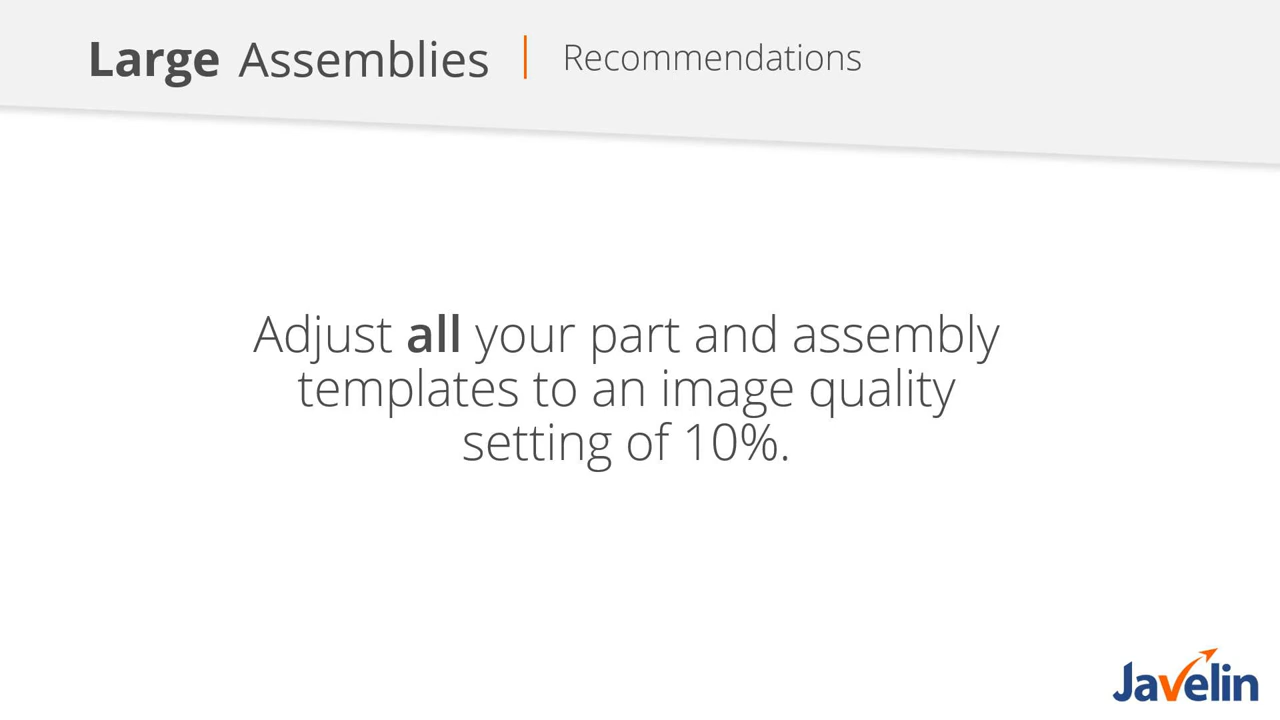 Large Assemblies | Recommendations
Adjust all your part and assembly
templates to an image quality
setting of 10%.
Javelin